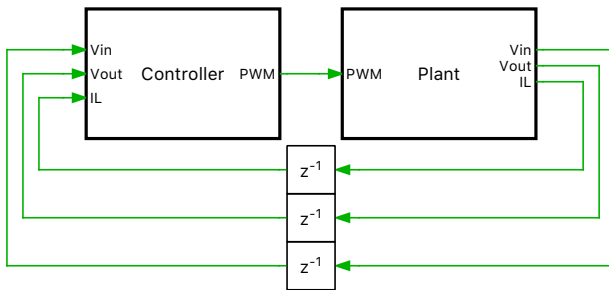 Vin
Vout
IL
Controller
PWM
PWM
Plant
Vin
Vout
IL
z⁻¹
z⁻¹
z⁻¹